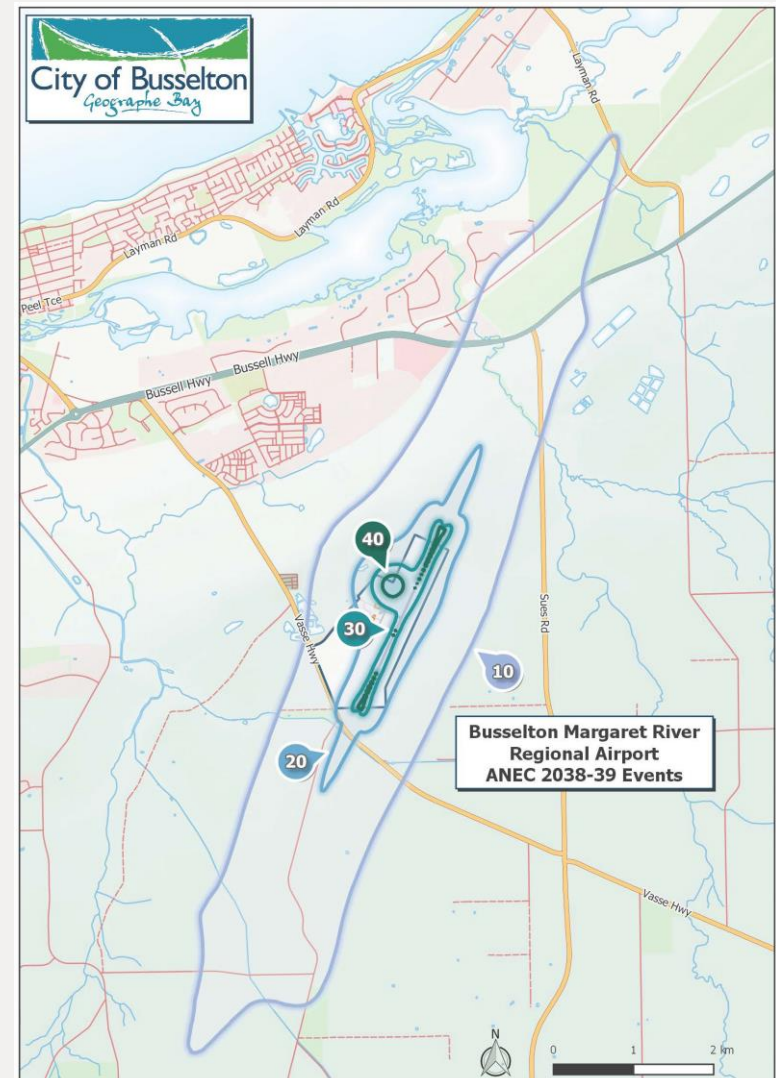 City of Busselton
Geographe Bay
Layman Rd
Layman Rd
Layman Rd
Peel Tce
Bussell Hwy
Bussell Hwy
40
30
Vasse Hwy
Sues Rd
10
20
Busselton Margaret River
Regional Airport
ANEC 2038-39 Events
Vasse Hwy
N
0
1
2 km